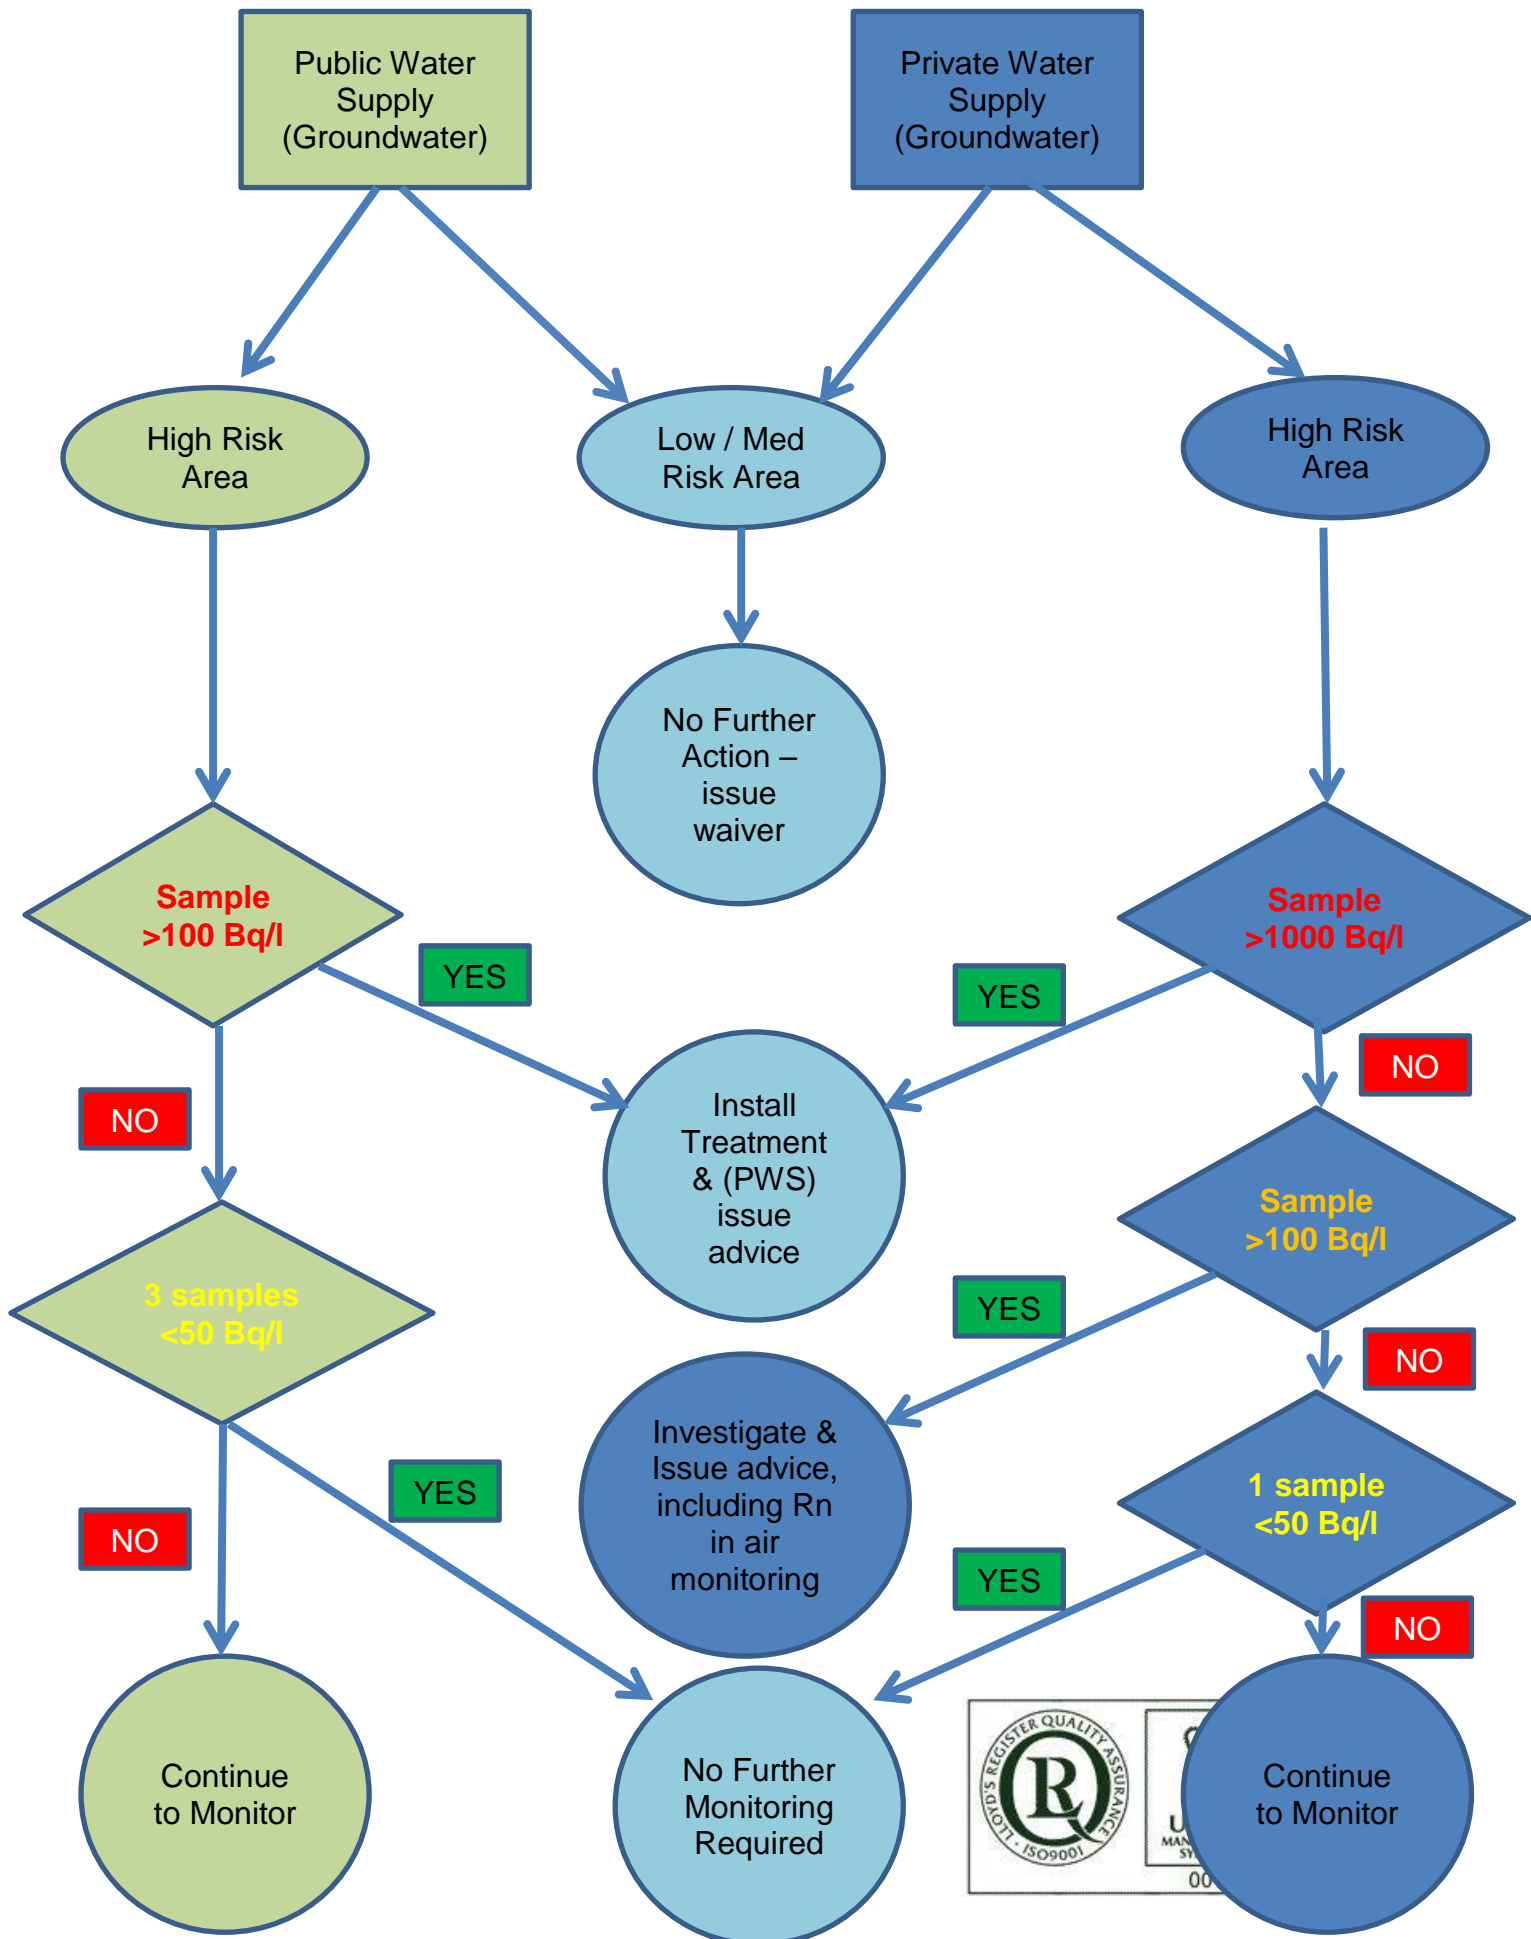 Public Water
Supply
(Groundwater)
Private Water
Supply
(Groundwater)
High Risk
Area
Low / Med
Risk Area
High Risk
Area
No Further
Action –
issue
waiver
Sample
>100 Bq/l
Sample
>1000 Bq/l
YES
YES
NO
NO
Install
Treatment
& (PWS)
issue
advice
Sample
>100 Bq/l
3 samples
<50 Bq/l
YES
NO
Investigate &
Issue advice,
including Rn
in air
monitoring
1 sample
<50 Bq/l
YES
NO
YES
NO
Continue
to Monitor
No Further
Monitoring
Required
LLOYD'S REGISTER QUALITY ASSURANCE
RQ
· ISO9001 ·
U
MAN
SY
00
Continue
to Monitor